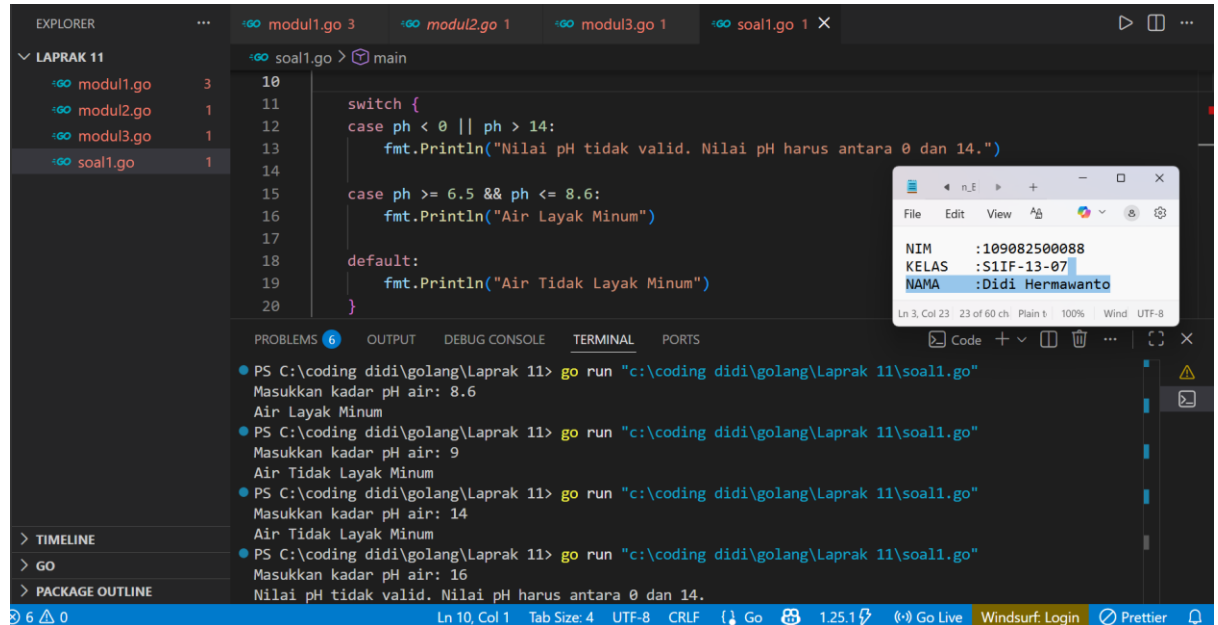 EXPLORER ···
LAPRAK 11
GO modul1.go 3
GO modul2.go 1
GO modul3.go 1
GO soal1.go 1
GO modul1.go 3 GO modul2.go 1 GO modul3.go 1 GO soal1.go 1
GO soal1.go > main
10
11 switch {
12 case ph < 0 || ph > 14:
13 fmt.Println("Nilai pH tidak valid. Nilai pH harus antara 0 dan 14.")
14
15 case ph >= 6.5 && ph <= 8.6:
16 fmt.Println("Air Layak Minum")
17
18 default:
19 fmt.Println("Air Tidak Layak Minum")
20 }
n_E
File Edit View
NIM :109082500088
KELAS :S1IF-13-07
NAMA :Didi Hermawanto
Ln 3, Col 23 23 of 60 ch Plain t 100% Wind UTF-8
PROBLEMS 6 OUTPUT DEBUG CONSOLE TERMINAL PORTS Code
PS C:\coding didi\golang\Laprak 11> go run "c:\coding didi\golang\Laprak 11\soal1.go"
Masukkan kadar pH air: 8.6
Air Layak Minum
PS C:\coding didi\golang\Laprak 11> go run "c:\coding didi\golang\Laprak 11\soal1.go"
Masukkan kadar pH air: 9
Air Tidak Layak Minum
PS C:\coding didi\golang\Laprak 11> go run "c:\coding didi\golang\Laprak 11\soal1.go"
Masukkan kadar pH air: 14
Air Tidak Layak Minum
PS C:\coding didi\golang\Laprak 11> go run "c:\coding didi\golang\Laprak 11\soal1.go"
Masukkan kadar pH air: 16
Nilai pH tidak valid. Nilai pH harus antara 0 dan 14.
TIMELINE
GO
PACKAGE OUTLINE
6 0 Ln 10, Col 1 Tab Size: 4 UTF-8 CRLF {} Go 1.25.1 Go Live Windsurf: Login Prettier